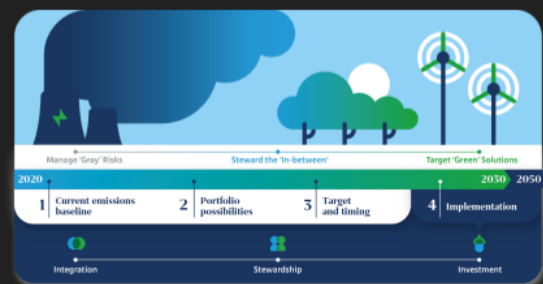 Manage 'Gray' Risks
Steward the 'In-between'
Target 'Green' Solutions
2020
2030
2050
1 Current emissions
baseline
2 Portfolio
possibilities
3 Target
and timing
4 Implementation
Integration
Stewardship
Investment